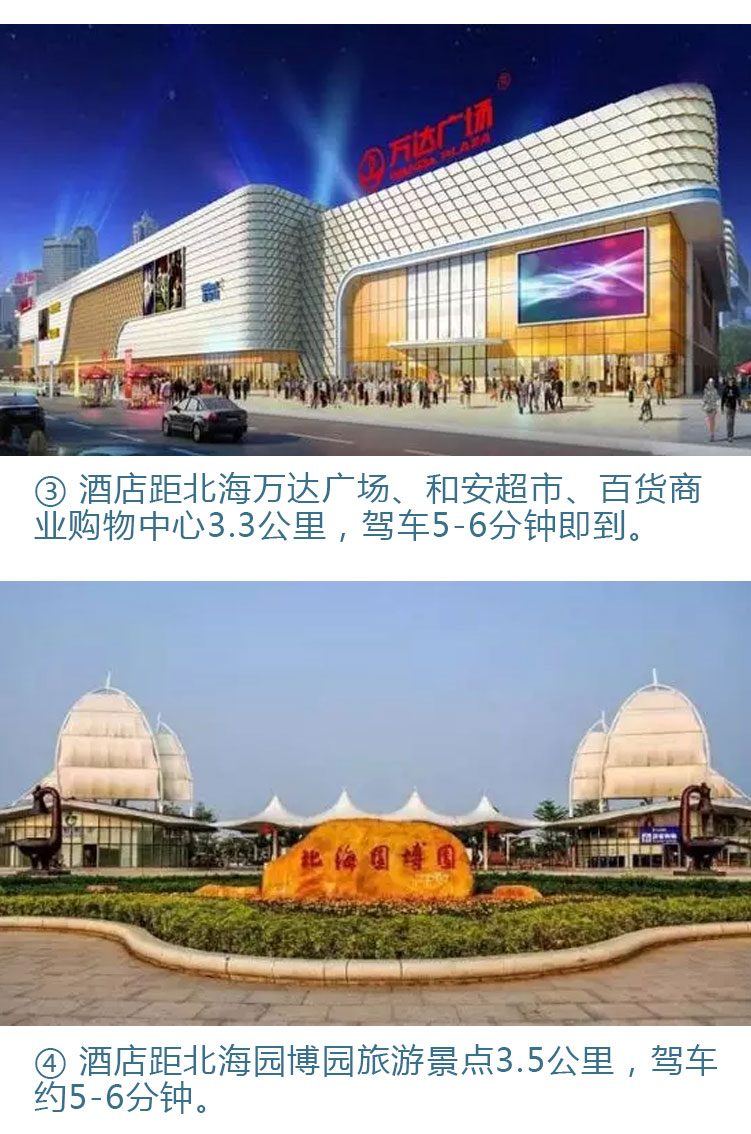 万达广场
WANDA PLAZA
③ 酒店距北海万达广场、和安超市、百货商
业购物中心3.3公里，驾车5-6分钟即到。
北海园博园
④ 酒店距北海园博园旅游景点3.5公里，驾车
约5-6分钟。